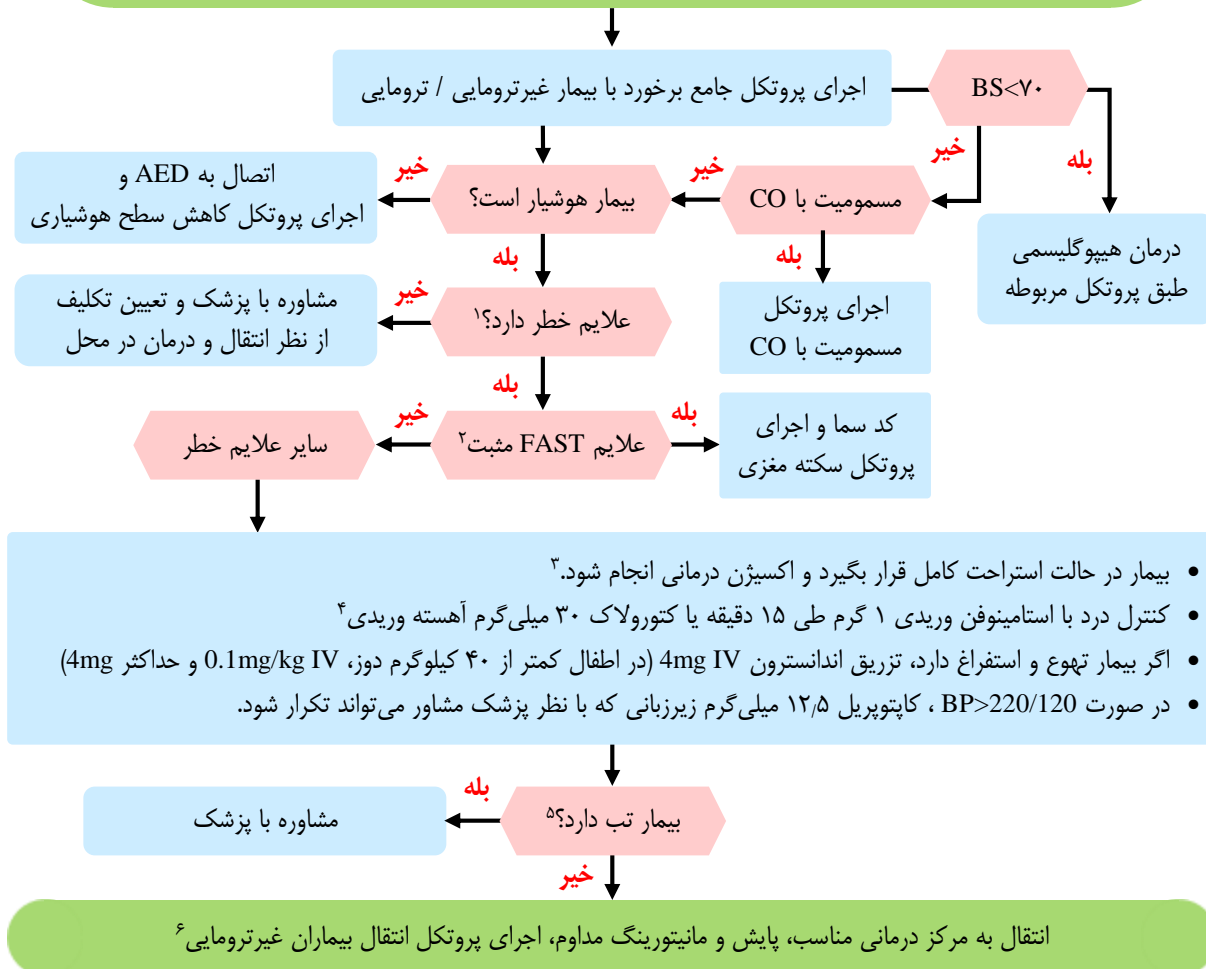 اجرای پروتکل جامع برخورد با بیمار غیرترومایی / ترومایی
BS<۷۰
خیر
بله
درمان هیپوگلیسمی
طبق پروتکل مربوطه
مسمومیت با CO
بله
اجرای پروتکل
مسمومیت با CO
خیر
بیمار هوشیار است؟
خیر
اتصال به AED و
اجرای پروتکل کاهش سطح هوشیاری
بله
علایم خطر دارد؟۱
خیر
مشاوره با پزشک و تعیین تکلیف
از نظر انتقال و درمان در محل
بله
علایم FAST مثبت۲
بله
کد سما و اجرای
پروتکل سکته مغزی
خیر
سایر علایم خطر
• بیمار در حالت استراحت کامل قرار بگیرد و اکسیژن درمانی انجام شود.۳
• کنترل درد با استامینوفن وریدی ۱ گرم طی ۱۵ دقیقه یا کتورولاک ۳۰ میلی‌گرم آهسته وریدی۴
• اگر بیمار تهوع و استفراغ دارد، تزریق اندانسترون 4mg IV (در اطفال کمتر از ۴۰ کیلوگرم دوز، 0.1mg/kg IV و حداکثر 4mg)
• در صورت BP>220/120 ، کاپتوپریل ۱۲٫۵ میلی‌گرم زیرزبانی که با نظر پزشک مشاور می‌تواند تکرار شود.
بیمار تب دارد؟۵
بله
مشاوره با پزشک
خیر
انتقال به مرکز درمانی مناسب، پایش و مانیتورینگ مداوم، اجرای پروتکل انتقال بیماران غیرترومایی۶